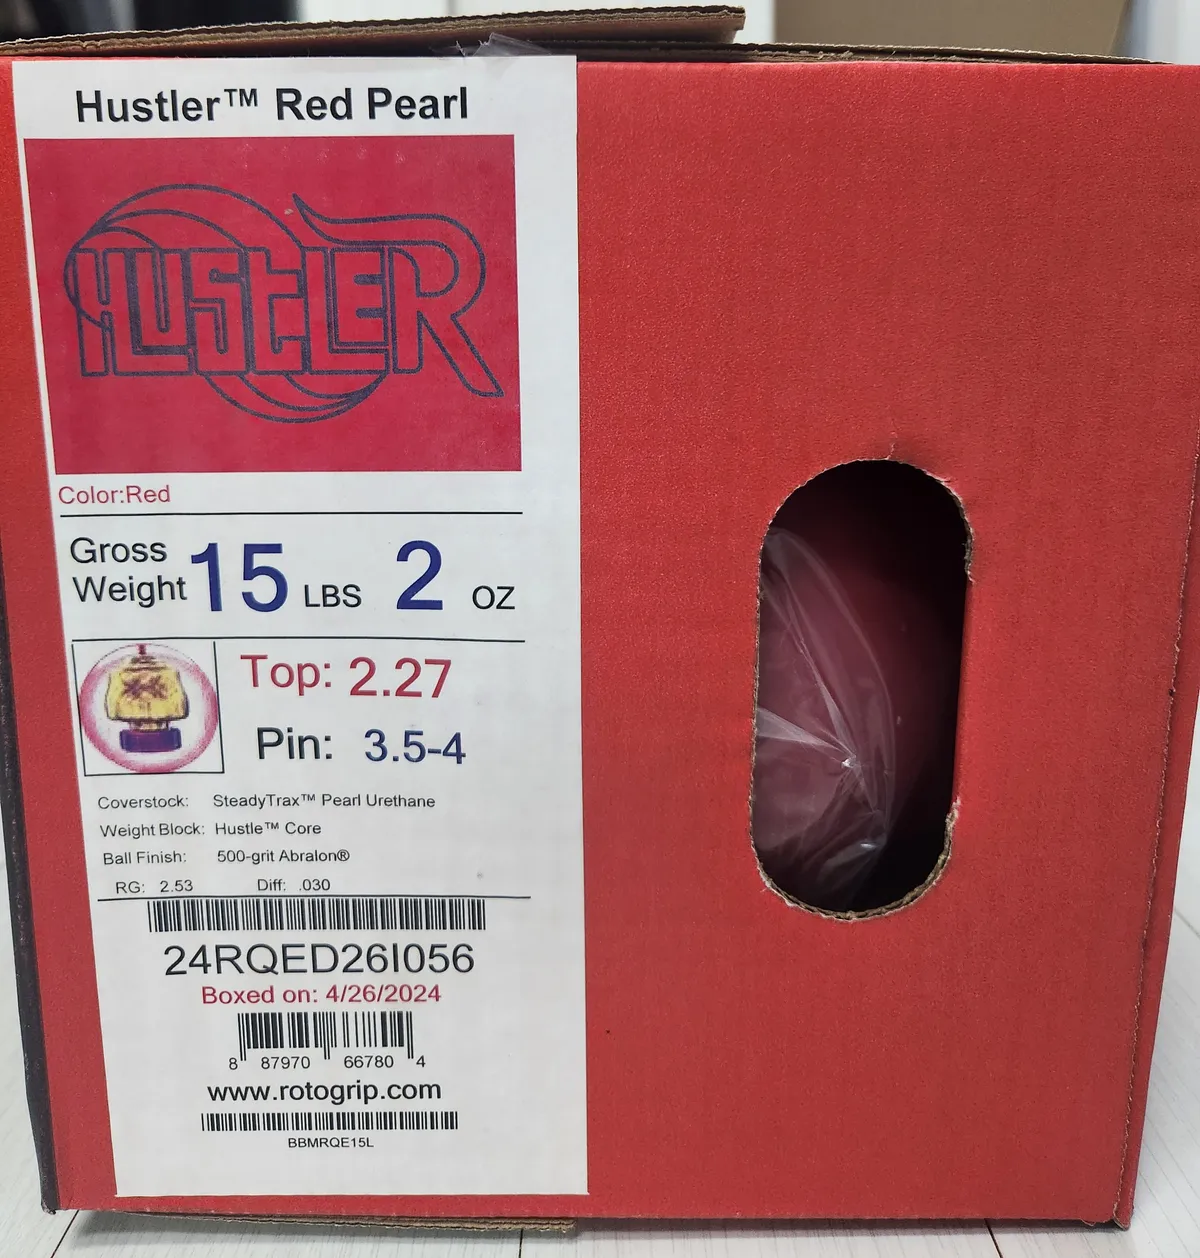 Hustler™ Red Pearl
HUSTLER
Color:Red
Gross Weight 15 LBS 2 OZ
Top: 2.27
Pin: 3.5-4
Coverstock: SteadyTrax™ Pearl Urethane
Weight Block: Hustle™ Core
Ball Finish: 500-grit Abralon®
RG: 2.53 Diff: .030
24RQED26I056
Boxed on: 4/26/2024
8 87970 66780 4
www.rotogrip.com
BBMRQE15L